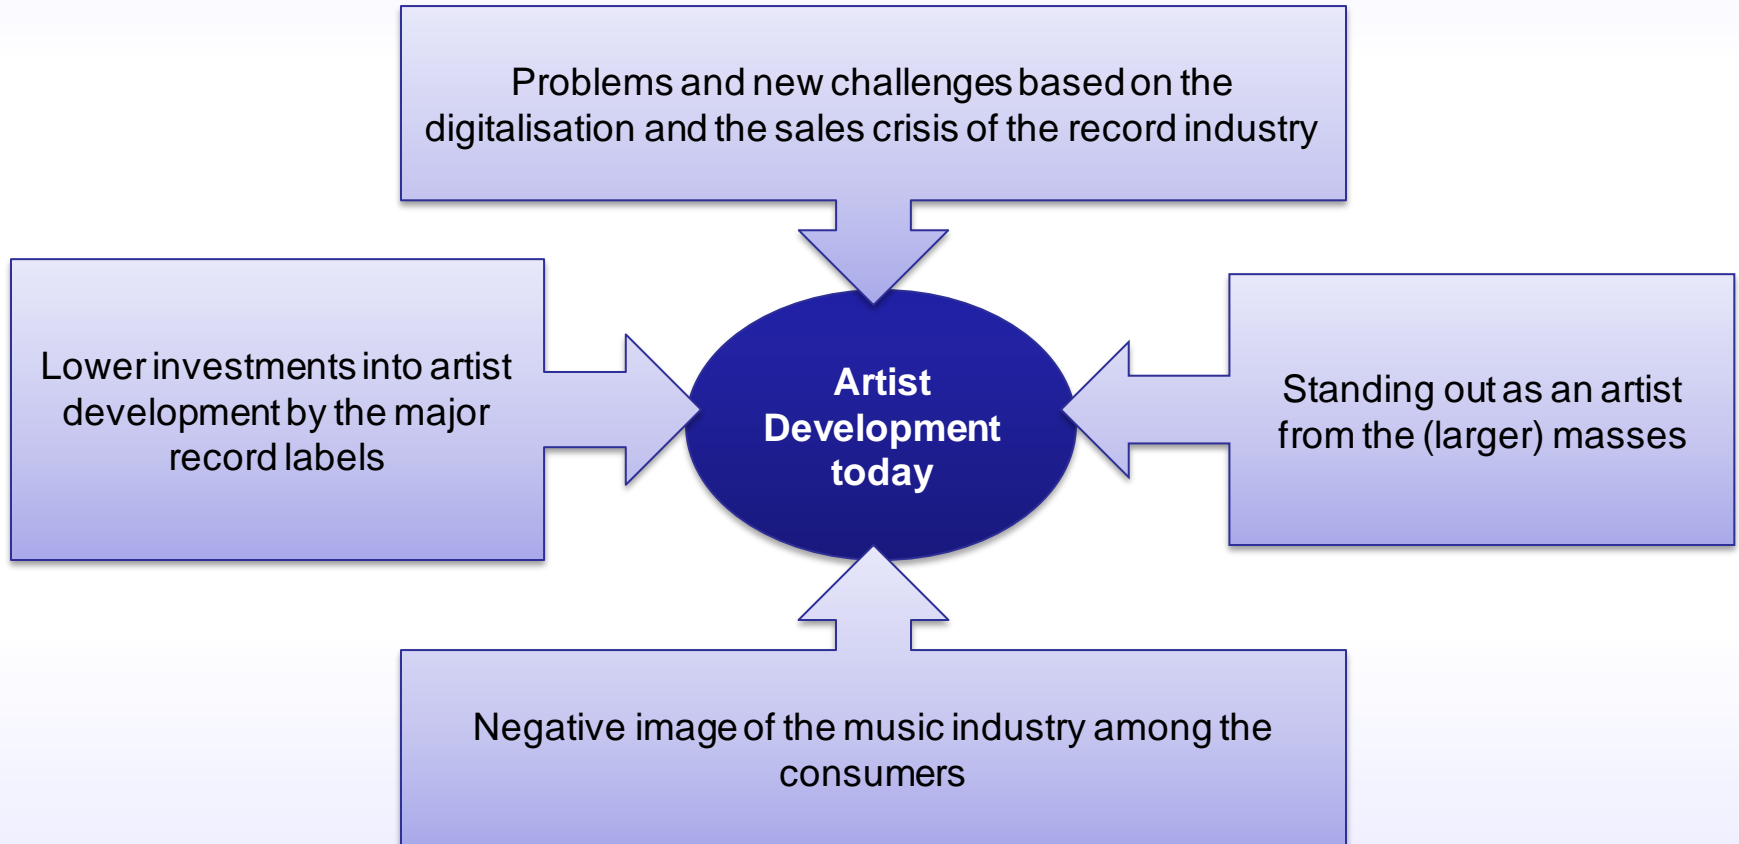 Problems and new challenges based on the
digitalisation and the sales crisis of the record industry
Lower investments into artist
development by the major
record labels
Artist
Development
today
Standing out as an artist
from the (larger) masses
Negative image of the music industry among the
consumers